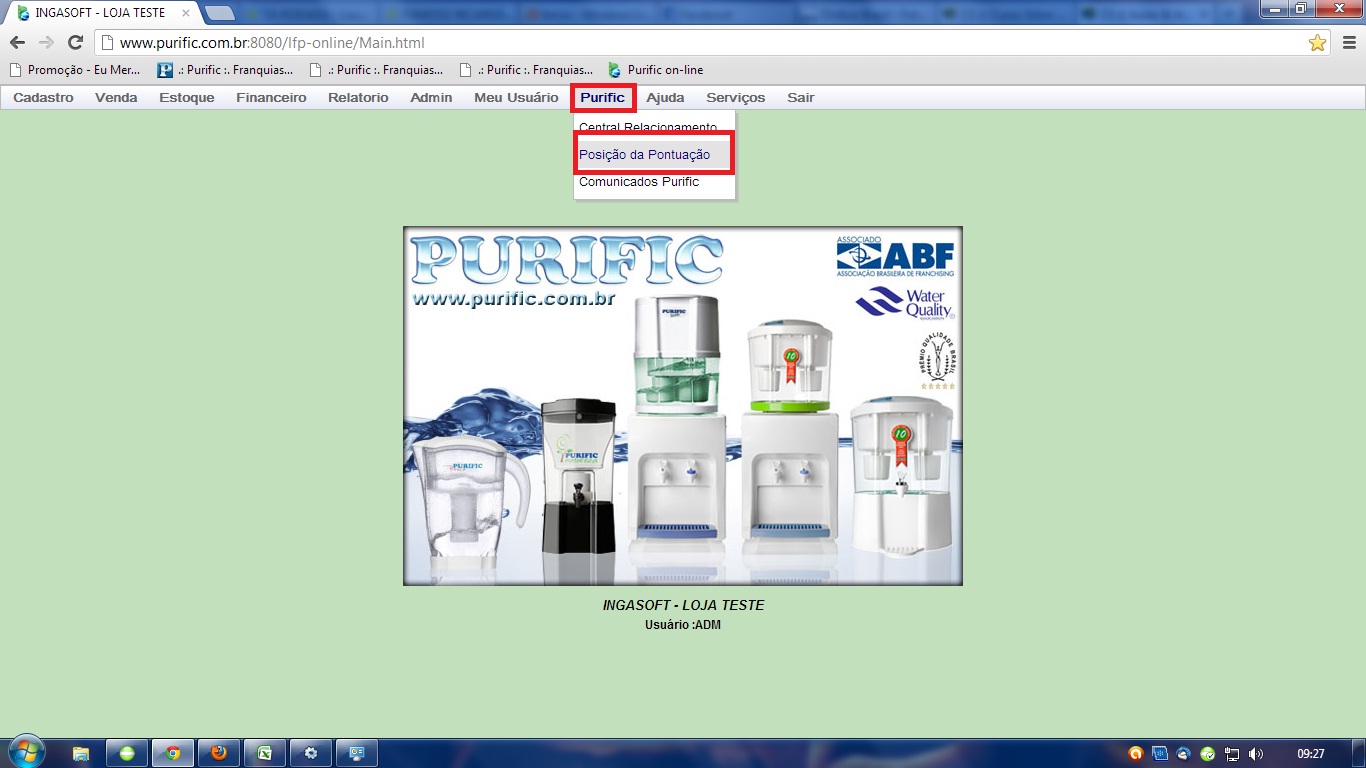 INGASOFT - LOJA TESTE
www.purific.com.br:8080/lfp-online/Main.html
Promoção - Eu Mer... .: Purific :. Franquias... .: Purific :. Franquias... .: Purific :. Franquias... Purific on-line
Cadastro Venda Estoque Financeiro Relatorio Admin Meu Usuário Purific Ajuda Serviços Sair
Central Relacionamento
Posição da Pontuação
Comunicados Purific
PURIFIC
www.purific.com.br
ASSOCIADO
ABF
ASSOCIAÇÃO BRASILEIRA DE FRANCHISING
Water
Quality
PRÊMIO QUALIDADE BRASIL
PURIFIC
10
PURIFIC
PURIFIC
10
INGASOFT - LOJA TESTE
Usuário :ADM
09:27